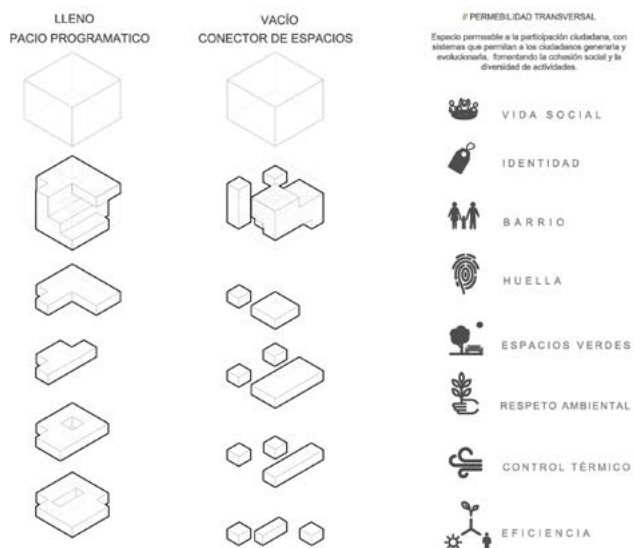 LLENO
PACIO PROGRAMATICO
VACÍO
CONECTOR DE ESPACIOS
// PERMEBILIDAD TRANSVERSAL
Espacio permeable a la participación ciudadana, con
sistemas que permitan a los ciudadanos generarla y
evolucionarla, fomentando la cohesión social y la
diversidad de actividades.
VIDA SOCIAL
IDENTIDAD
BARRIO
HUELLA
ESPACIOS VERDES
RESPETO AMBIENTAL
CONTROL TÉRMICO
EFICIENCIA